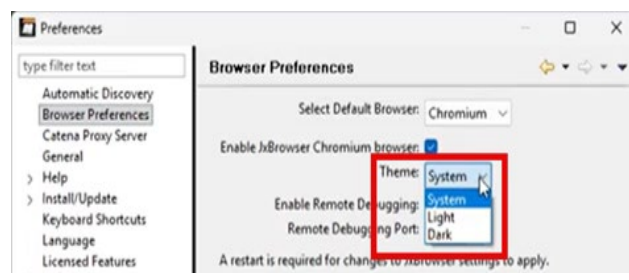 Preferences
type filter text
Automatic Discovery
Browser Preferences
Catena Proxy Server
General
Help
Install/Update
Keyboard Shortcuts
Language
Licensed Features
Browser Preferences
Select Default Browser: Chromium
Enable JxBrowser Chromium browser:
Theme: System
System
Light
Dark
Enable Remote Debugging:
Remote Debugging Port:
A restart is required for changes to JxBrowser settings to apply.